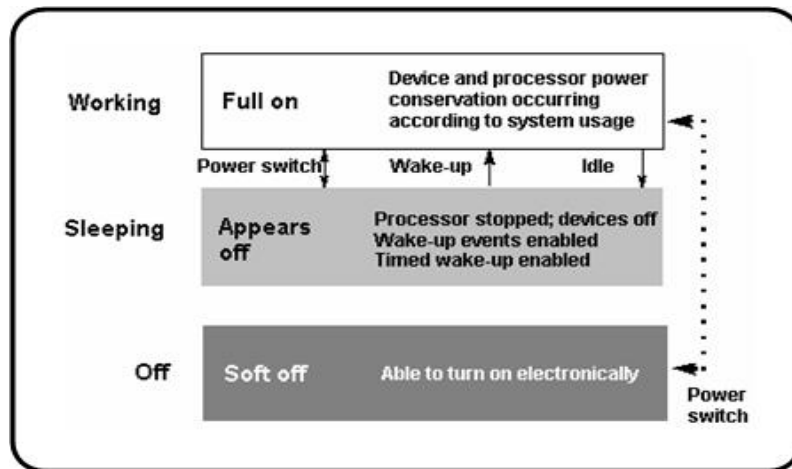 Working
Full on
Device and processor power
conservation occurring
according to system usage
Power switch
Wake-up
Idle
Sleeping
Appears
off
Processor stopped; devices off
Wake-up events enabled
Timed wake-up enabled
Off
Soft off
Able to turn on electronically
Power
switch